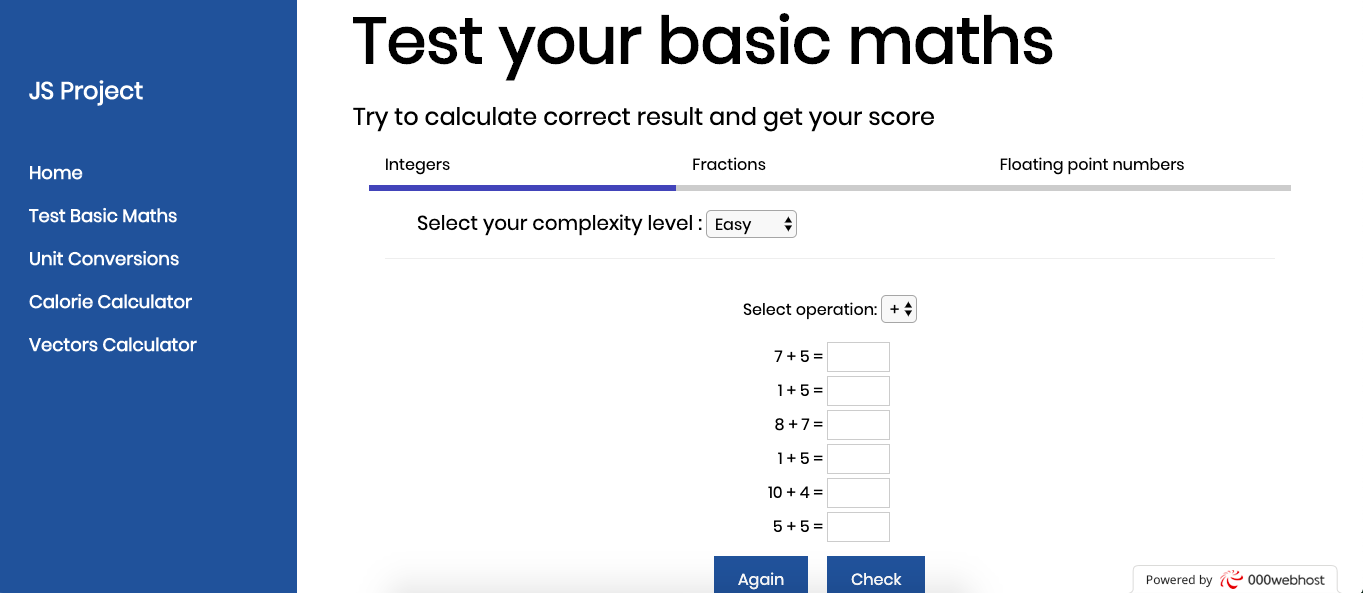 JS Project
Home
Test Basic Maths
Unit Conversions
Calorie Calculator
Vectors Calculator
Test your basic maths
Try to calculate correct result and get your score
Integers Fractions Floating point numbers
Select your complexity level : Easy
Select operation: +
7 + 5 =
1 + 5 =
8 + 7 =
1 + 5 =
10 + 4 =
5 + 5 =
Again Check
Powered by 000webhost